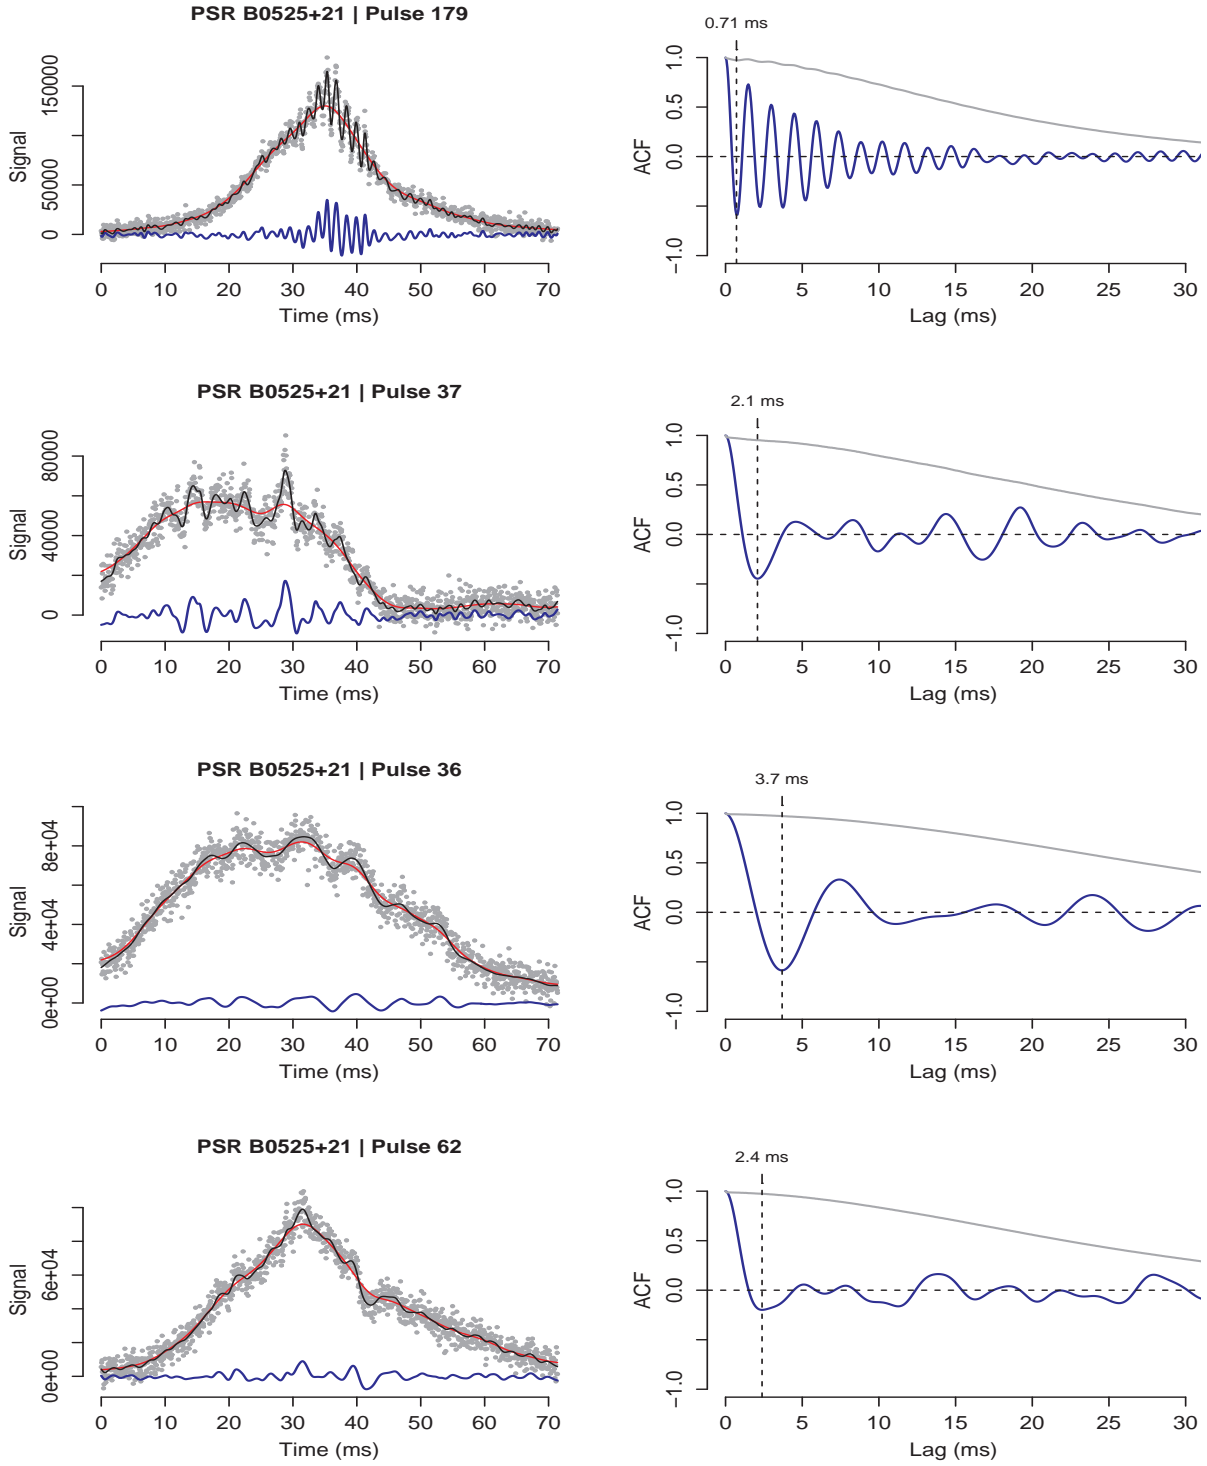 PSR B0525+21 | Pulse 179
0.71 ms
Signal
0 50000 150000
0 10 20 30 40 50 60 70
Time (ms)
ACF
-1.0 0.0 0.5 1.0
0 5 10 15 20 25 30
Lag (ms)
PSR B0525+21 | Pulse 37
2.1 ms
Signal
0 40000 80000
0 10 20 30 40 50 60 70
Time (ms)
ACF
-1.0 0.0 0.5 1.0
0 5 10 15 20 25 30
Lag (ms)
PSR B0525+21 | Pulse 36
3.7 ms
Signal
0e+00 4e+04 8e+04
0 10 20 30 40 50 60 70
Time (ms)
ACF
-1.0 0.0 0.5 1.0
0 5 10 15 20 25 30
Lag (ms)
PSR B0525+21 | Pulse 62
2.4 ms
Signal
0e+00 6e+04
0 10 20 30 40 50 60 70
Time (ms)
ACF
-1.0 0.0 0.5 1.0
0 5 10 15 20 25 30
Lag (ms)